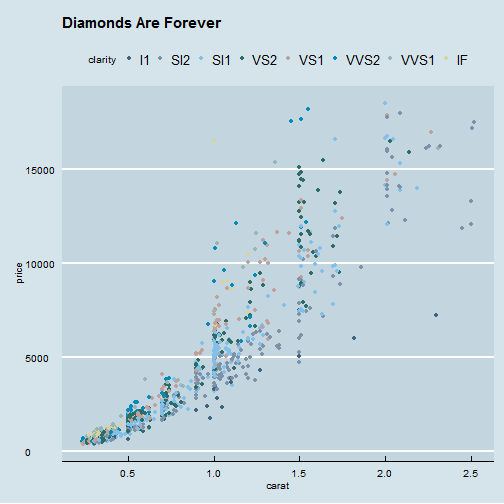 Diamonds Are Forever
clarity I1 SI2 SI1 VS2 VS1 VVS2 VVS1 IF
15000
10000
5000
0
price
0.5 1.0 1.5 2.0 2.5
carat